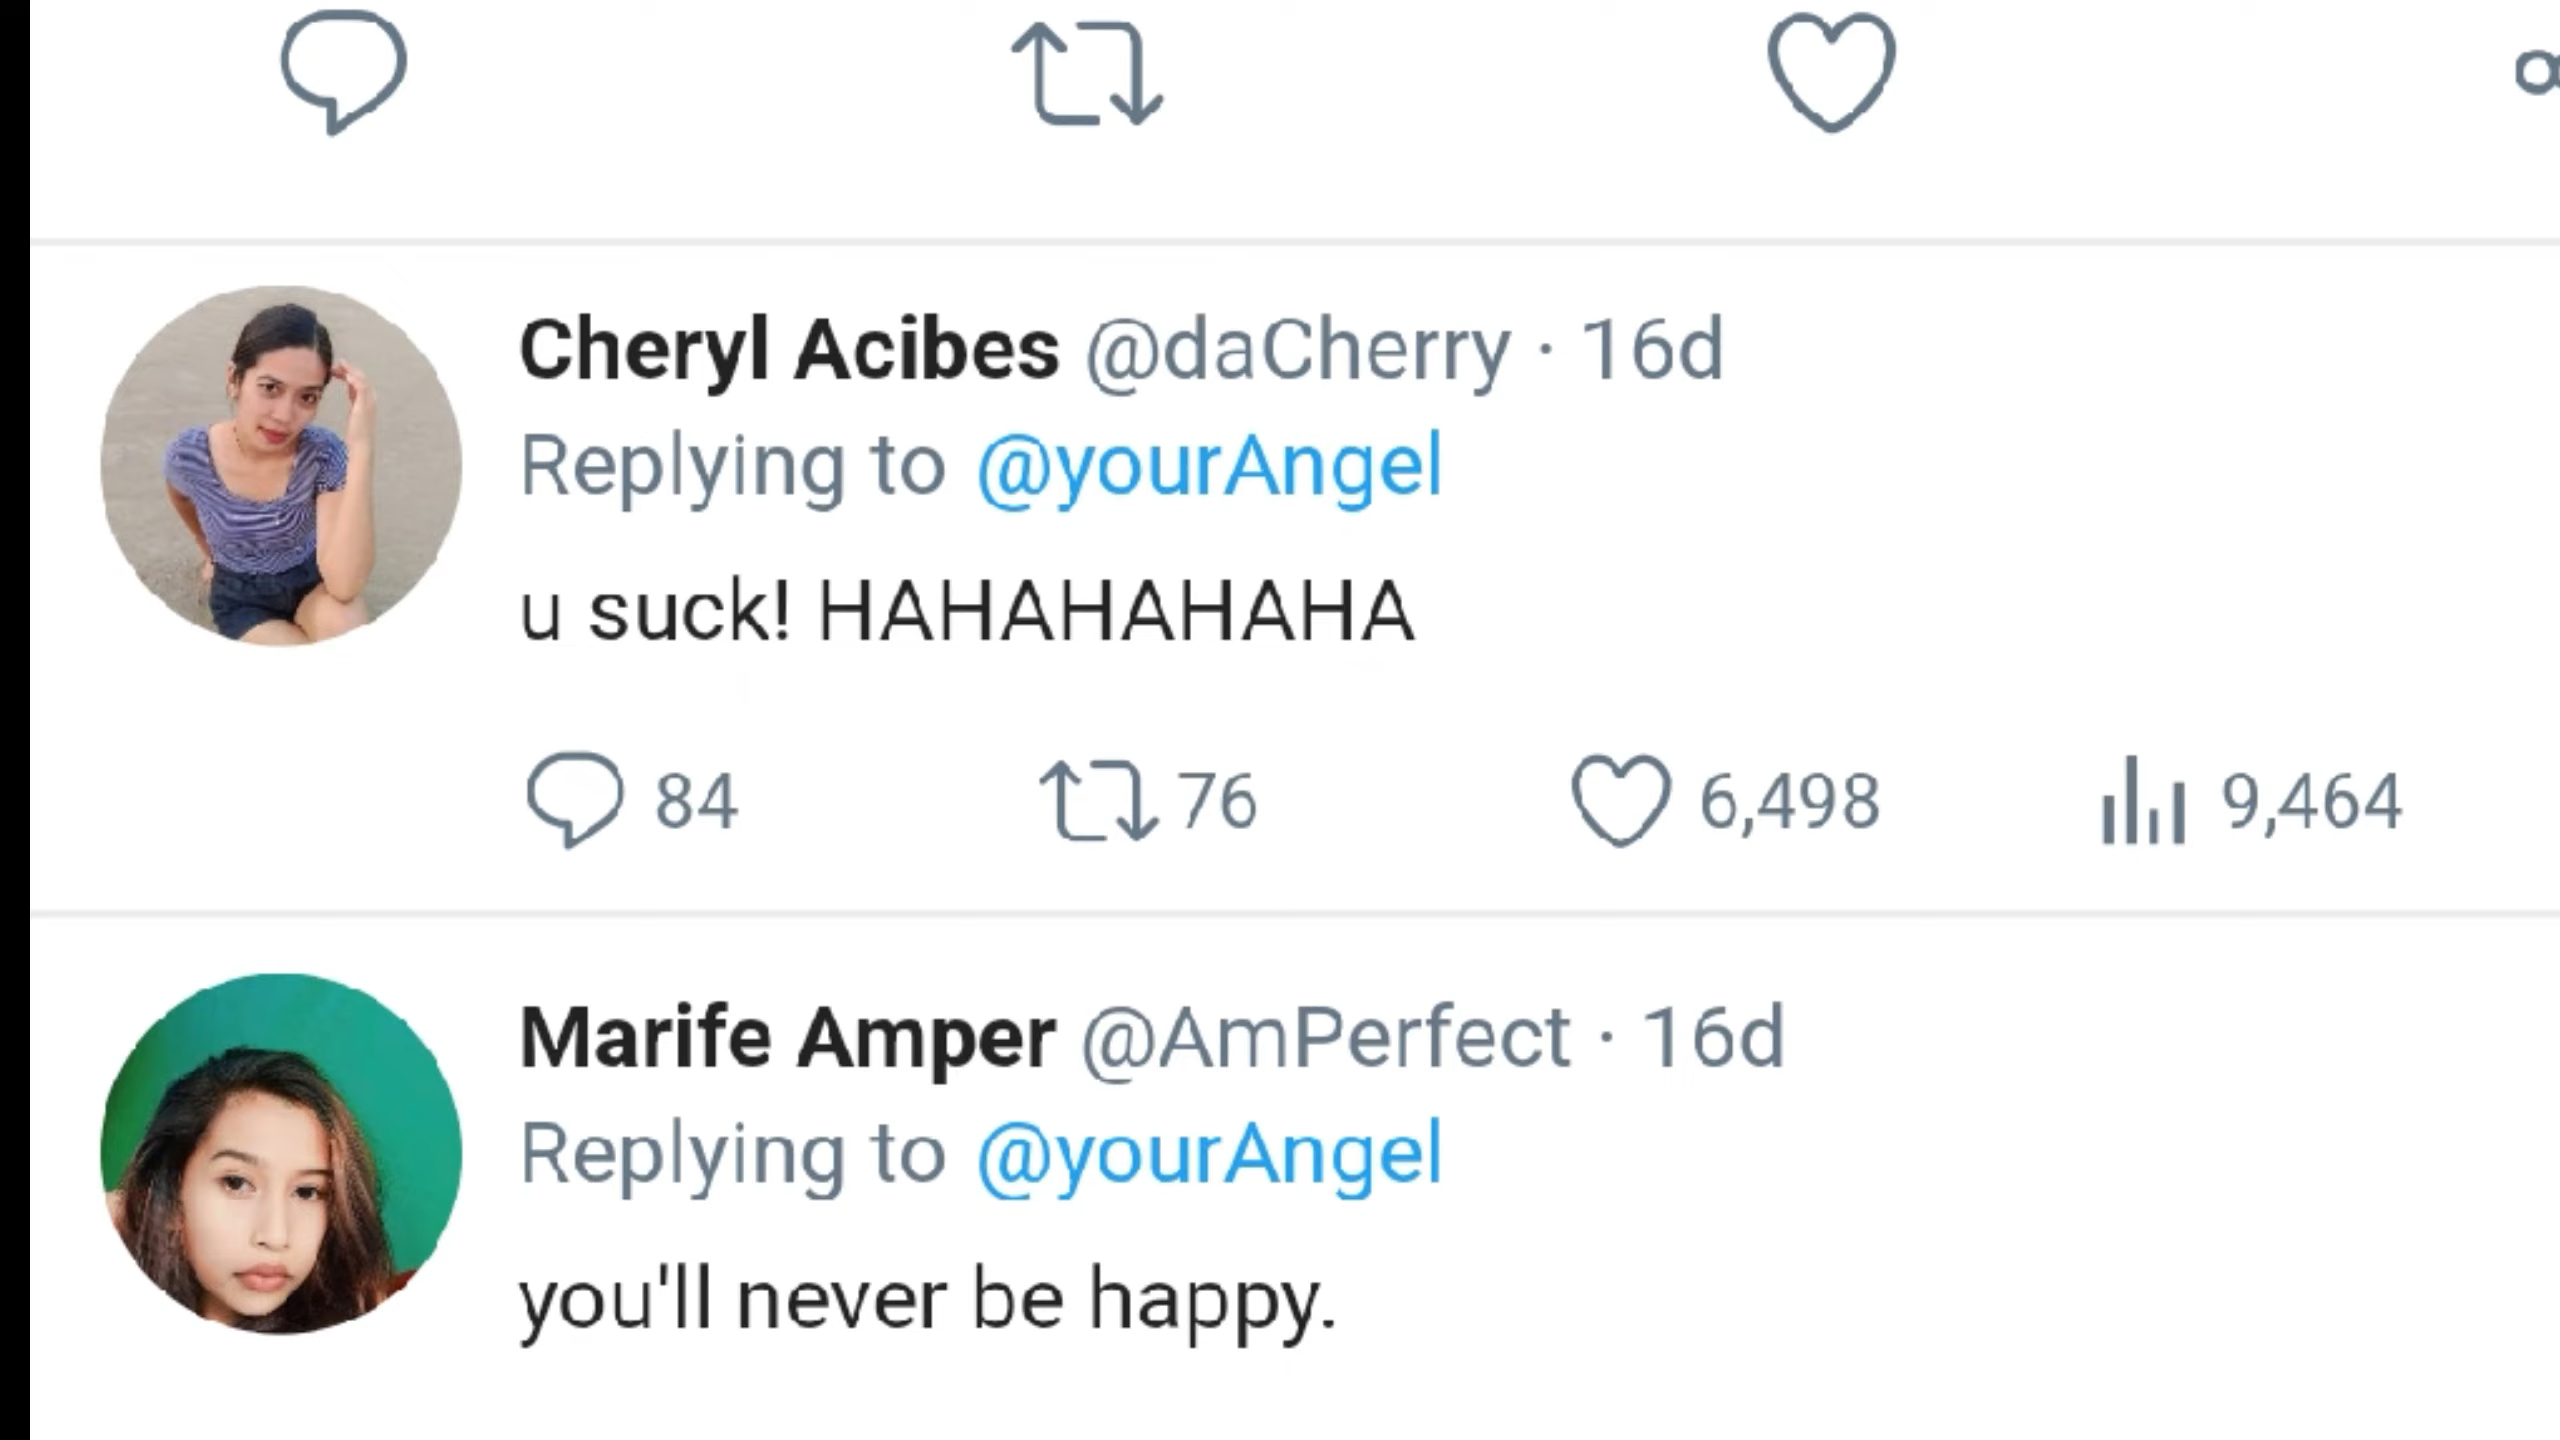 Cheryl Acibes @daCherry · 16d
Replying to @yourAngel
u suck! HAHAHAHAHA
84 76 6,498 9,464
Marife Amper @AmPerfect · 16d
Replying to @yourAngel
you'll never be happy.